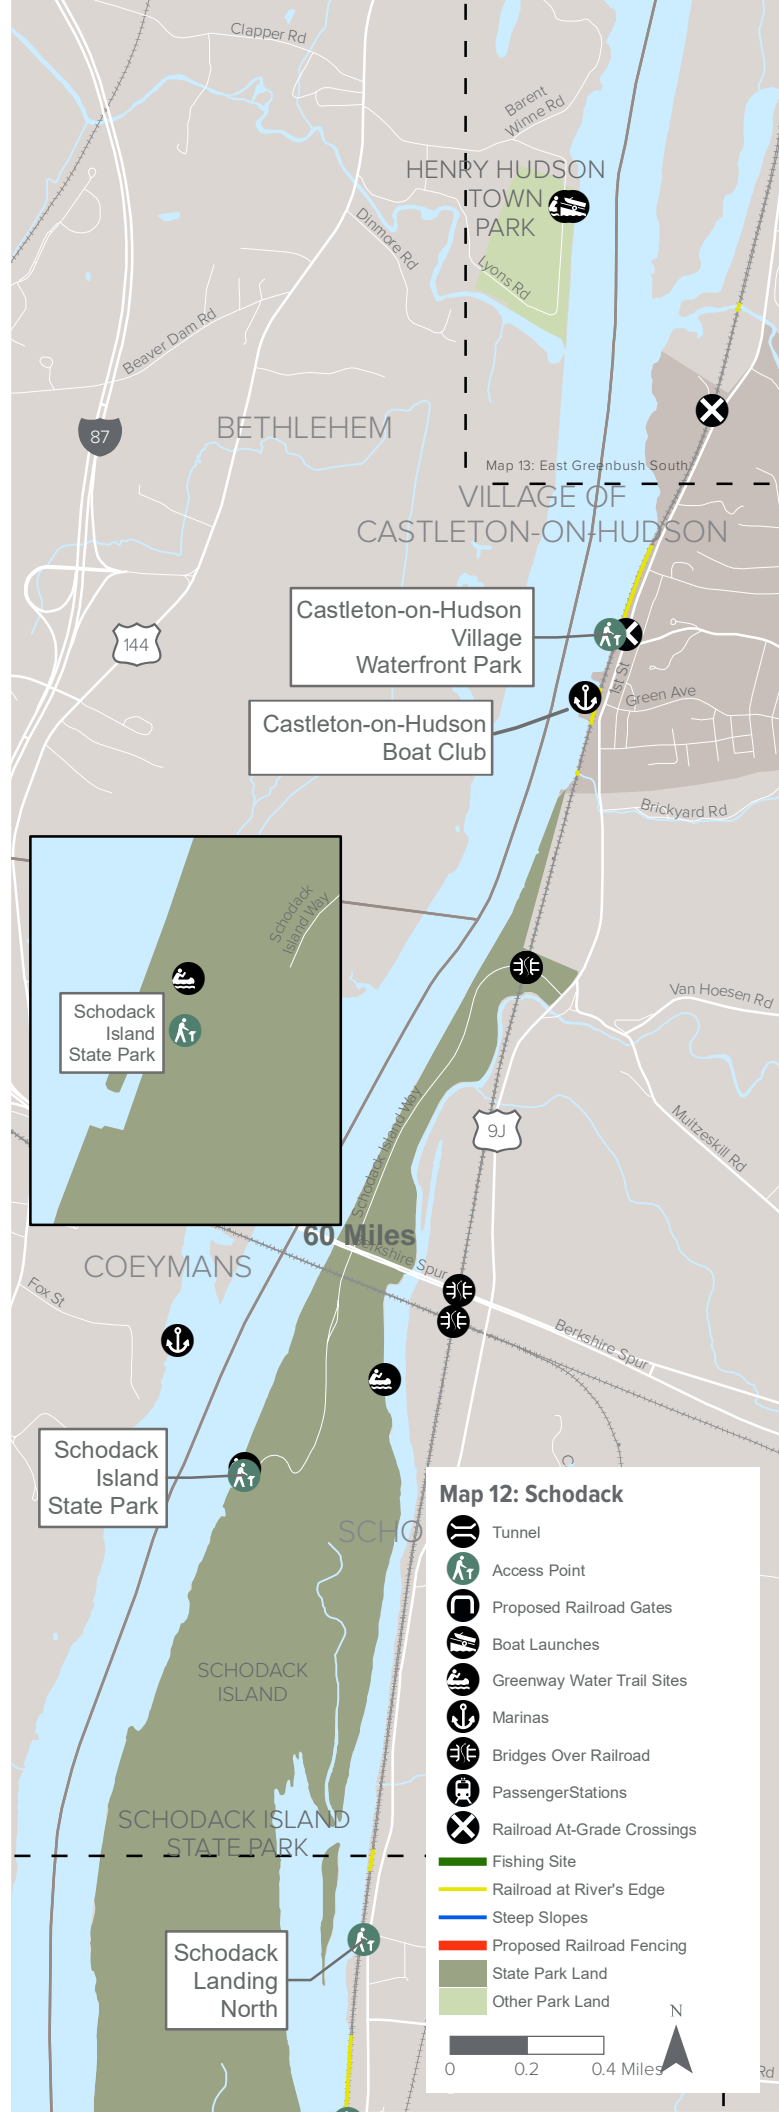 Clapper Rd
Barent
Winne Rd
HENRY HUDSON
TOWN
PARK
Dinmore Rd
Lyons Rd
Beaver Dam Rd
87
BETHLEHEM
Map 13: East Greenbush South
VILLAGE OF
CASTLETON-ON-HUDSON
Castleton-on-Hudson
Village
Waterfront Park
144
1st St
Green Ave
Castleton-on-Hudson
Boat Club
Brickyard Rd
Schodack
Island Way
Schodack
Island
State Park
Van Hoesen Rd
Muitzeskill Rd
9J
Schodack Island Way
60 Miles
Berkshire Spur
COEYMANS
Fox St
Berkshire Spur
Schodack
Island
State Park
SCHO
SCHODACK
ISLAND
SCHODACK ISLAND
STATE PARK
Schodack
Landing
North
Map 12: Schodack
Tunnel
Access Point
Proposed Railroad Gates
Boat Launches
Greenway Water Trail Sites
Marinas
Bridges Over Railroad
PassengerStations
Railroad At-Grade Crossings
Fishing Site
Railroad at River's Edge
Steep Slopes
Proposed Railroad Fencing
State Park Land
Other Park Land
N
0 0.2 0.4 Miles
Rd